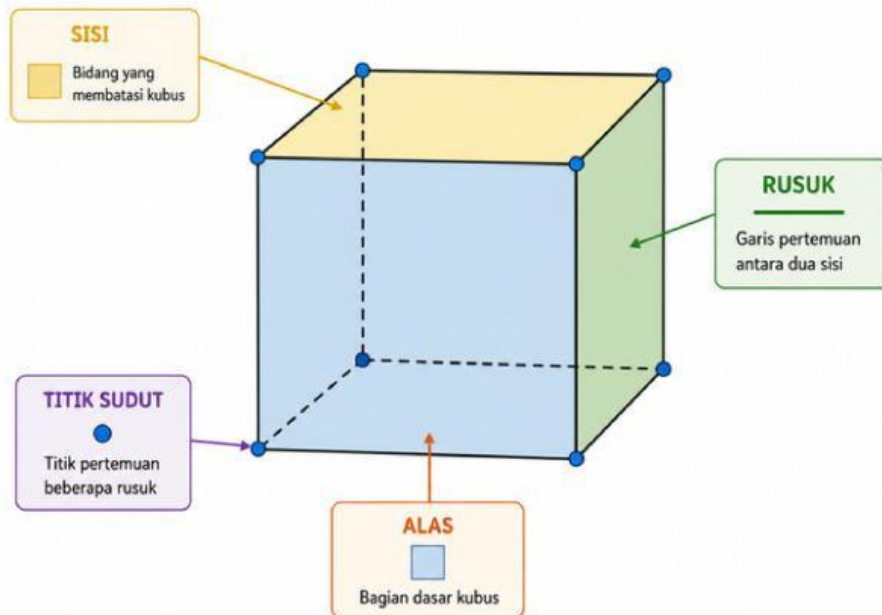 SISI
Bidang yang
membatasi kubus
RUSUK
Garis pertemuan
antara dua sisi
TITIK SUDUT
Titik pertemuan
beberapa rusuk
ALAS
Bagian dasar kubus